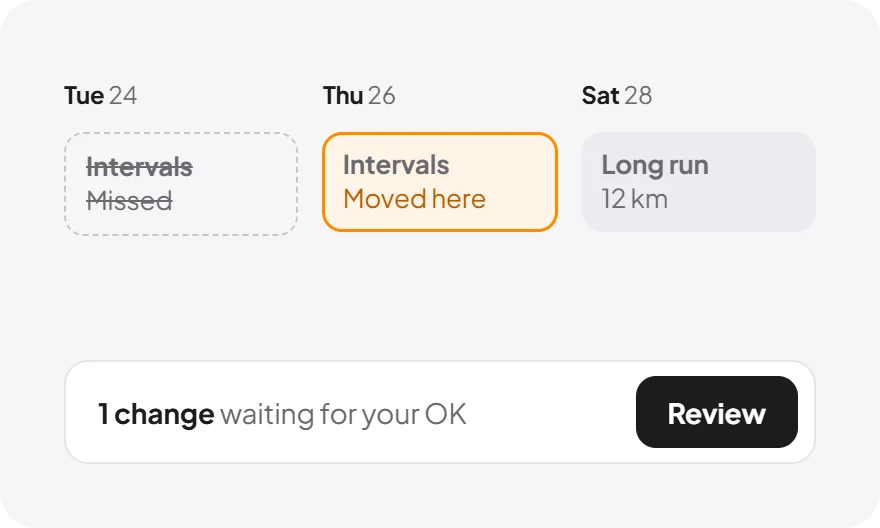 Tue 24
Thu 26
Sat 28
Intervals
Missed
Intervals
Moved here
Long run
12 km
1 change waiting for your OK
Review